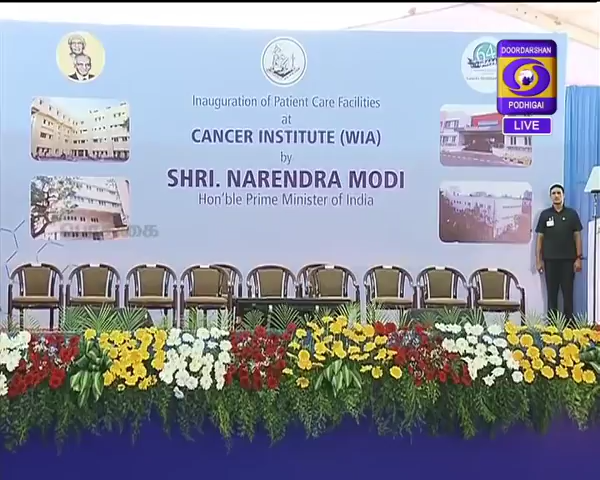 DOORDARSHAN
PODHIGAI
LIVE
64
Inauguration of Patient Care Facilities
at
CANCER INSTITUTE (WIA)
by
SHRI. NARENDRA MODI
Hon'ble Prime Minister of India
பொதிகை